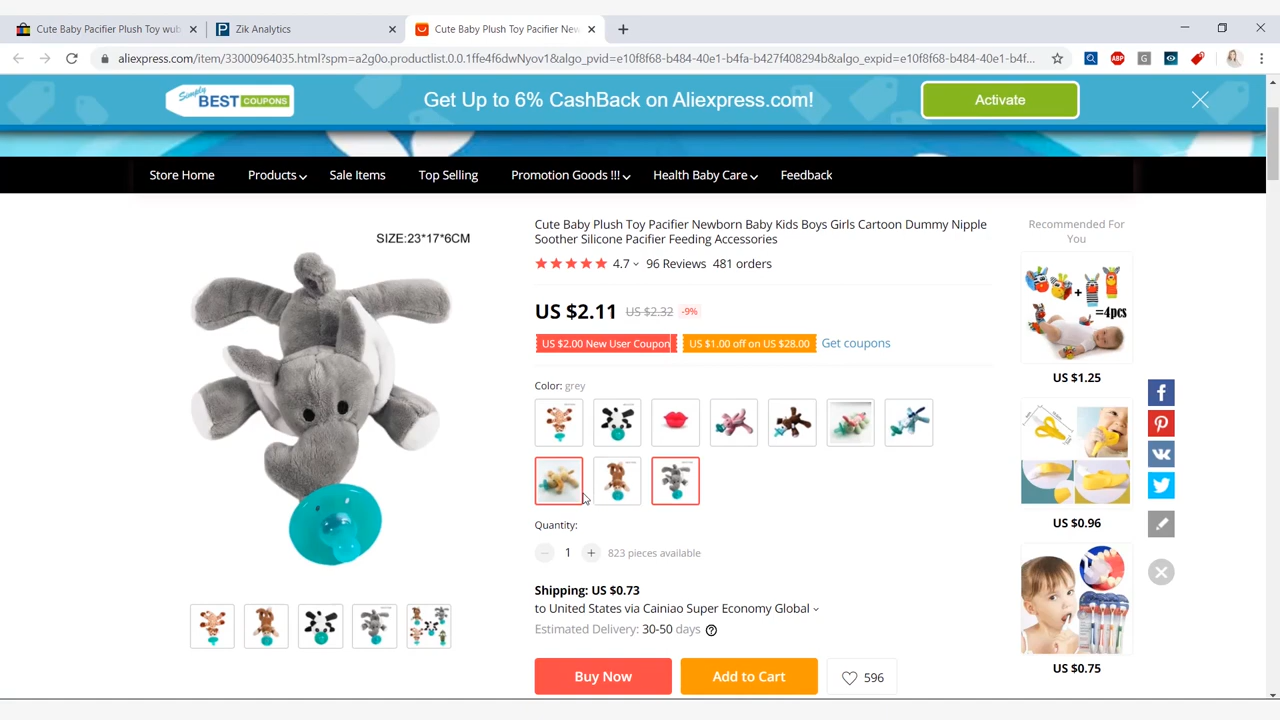 Cute Baby Pacifier Plush Toy wub
Zik Analytics
Cute Baby Plush Toy Pacifier New
aliexpress.com/item/33000964035.html?spm=a2g0o.productlist.0.0.1ffe4f6dwNyov1&algo_pvid=e10f8f68-b484-40e1-b4fa-b427f408294b&algo_expid=e10f8f68-b484-40e1-b4f...
Simply BEST COUPONS
Get Up to 6% CashBack on Aliexpress.com!
Activate
Store Home
Products
Sale Items
Top Selling
Promotion Goods !!!
Health Baby Care
Feedback
SIZE:23*17*6CM
Cute Baby Plush Toy Pacifier Newborn Baby Kids Boys Girls Cartoon Dummy Nipple
Soother Silicone Pacifier Feeding Accessories
4.7 96 Reviews 481 orders
US $2.11 US $2.32 -9%
US $2.00 New User Coupon
US $1.00 off on US $28.00
Get coupons
Color: grey
Quantity:
1
823 pieces available
Shipping: US $0.73
to United States via Cainiao Super Economy Global
Estimated Delivery: 30-50 days
Buy Now
Add to Cart
596
Recommended For
You
=4pcs
US $1.25
US $0.96
US $0.75